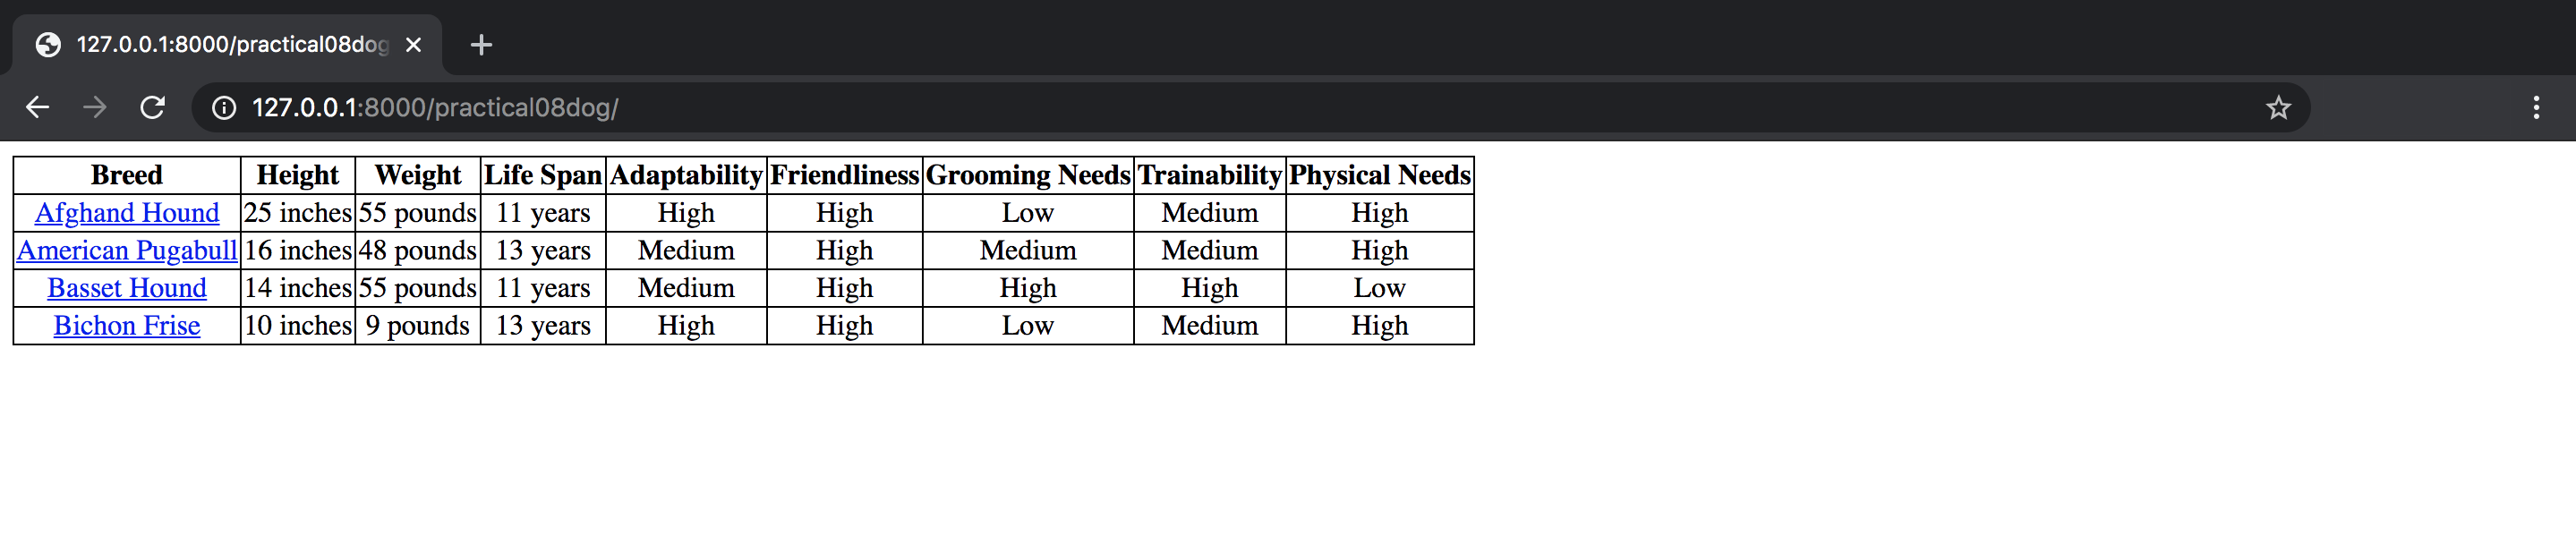 127.0.0.1:8000/practical08dog
127.0.0.1:8000/practical08dog/
Breed Height Weight Life Span Adaptability Friendliness Grooming Needs Trainability Physical Needs
Afghand Hound 25 inches 55 pounds 11 years High High Low Medium High
American Pugabull 16 inches 48 pounds 13 years Medium High Medium Medium High
Basset Hound 14 inches 55 pounds 11 years Medium High High High Low
Bichon Frise 10 inches 9 pounds 13 years High High Low Medium High